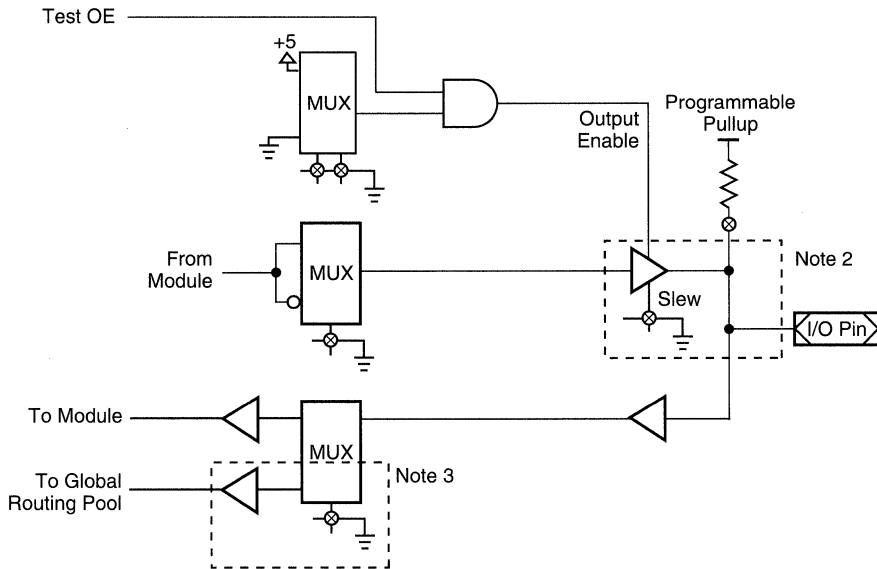 Test OE
+5
MUX
Output
Enable
Programmable
Pullup
From
Module
MUX
Slew
Note 2
I/O Pin
To Module
MUX
To Global
Routing Pool
Note 3